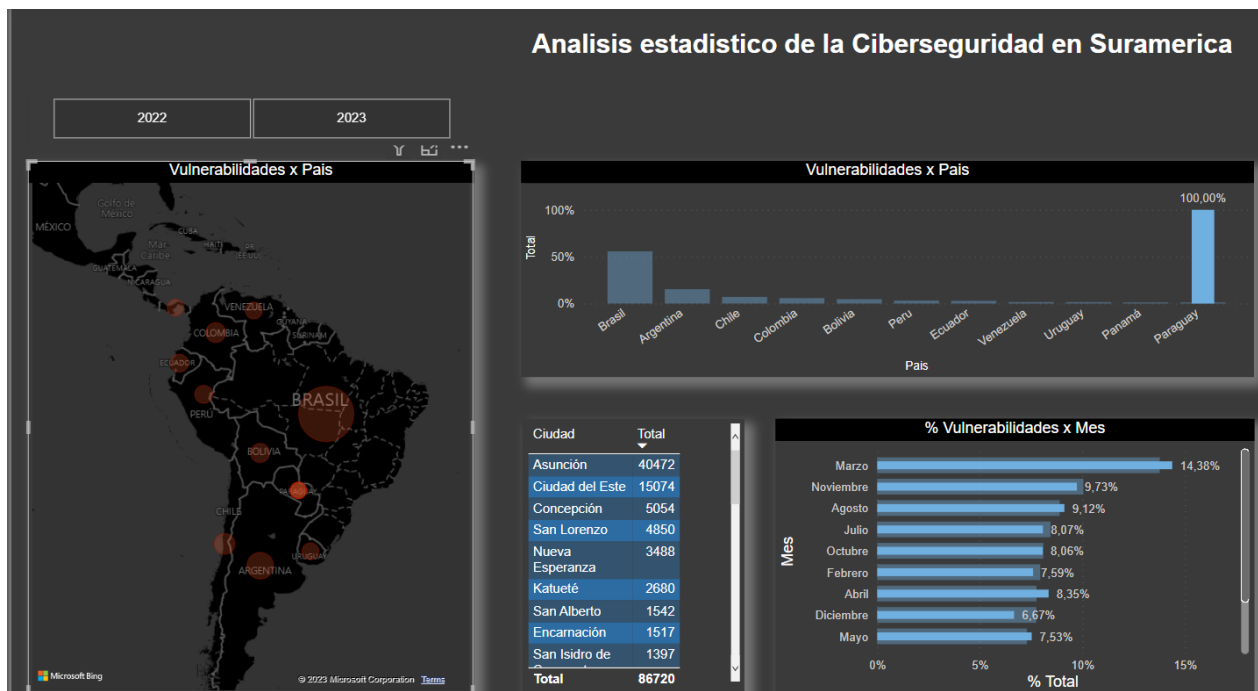 Analisis estadistico de la Ciberseguridad en Suramerica
2022
2023
Vulnerabilidades x Pais
Golfo de
México
MÉXICO
CUBA
HAITÍ
DR
EE.UU.
Mar
Caribe
GUATEMALA
NICARAGUA
VENEZUELA
GUYANA
SURINAM
COLOMBIA
ECUADOR
PERÚ
BRASIL
BOLIVIA
CHILE
URUGUAY
ARGENTINA
Microsoft Bing
© 2023 Microsoft Corporation Terms
Vulnerabilidades x Pais
100,00%
100%
50%
0%
Total
Brasil
Argentina
Chile
Colombia
Bolivia
Peru
Ecuador
Venezuela
Uruguay
Panamá
Paraguay
Pais
Ciudad Total
Asunción 40472
Ciudad del Este 15074
Concepción 5054
San Lorenzo 4850
Nueva
Esperanza 3488
Katueté 2680
San Alberto 1542
Encarnación 1517
San Isidro de 1397
Total 86720
% Vulnerabilidades x Mes
Mes
Marzo 14,38%
Noviembre 9,73%
Agosto 9,12%
Julio 8,07%
Octubre 8,06%
Febrero 7,59%
Abril 8,35%
Diciembre 6,67%
Mayo 7,53%
0% 5% 10% 15%
% Total